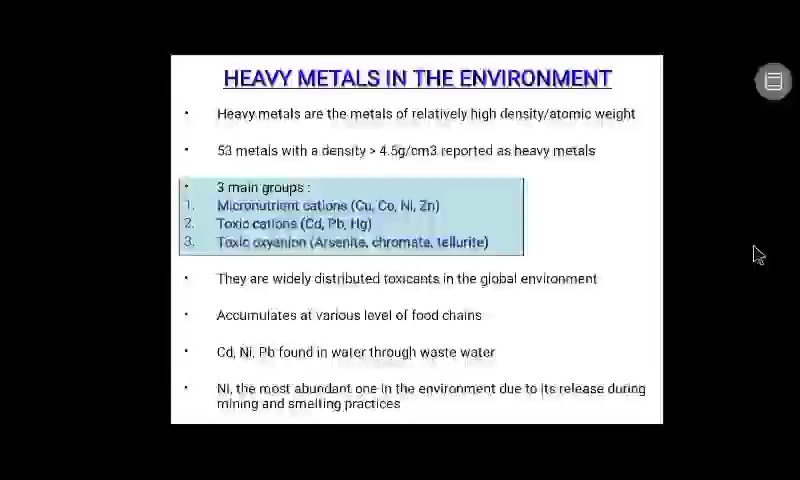 HEAVY METALS IN THE ENVIRONMENT
• Heavy metals are the metals of relatively high density/atomic weight
• 53 metals with a density > 4.5g/cm3 reported as heavy metals
• 3 main groups :
1. Micronutrient cations (Cu, Co, Ni, Zn)
2. Toxic cations (Cd, Pb, Hg)
3. Toxic oxyanion (Arsenite, chromate, tellurite)
• They are widely distributed toxicants in the global environment
• Accumulates at various level of food chains
• Cd, Ni, Pb found in water through waste water
• Ni, the most abundant one in the environment due to its release during
mining and smelting practices